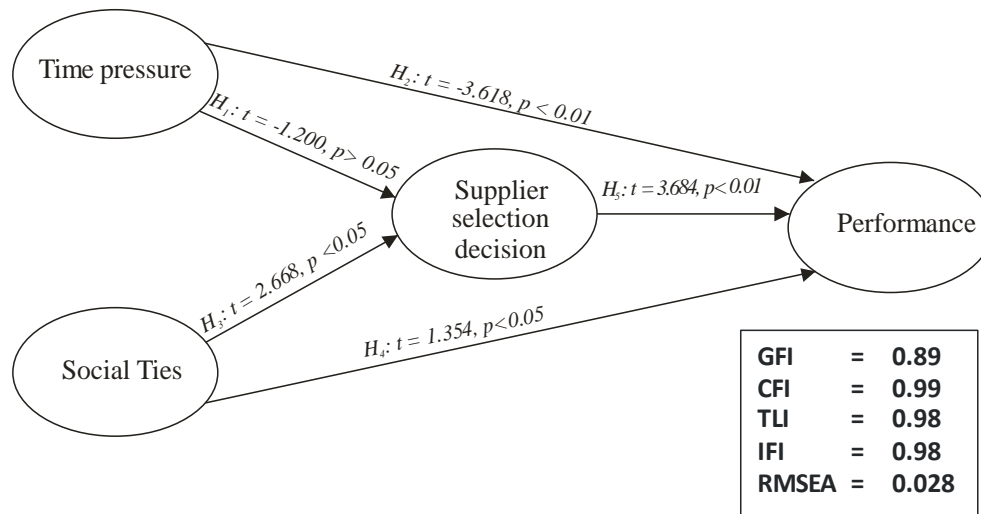 Time pressure
H₂: t = -3.618, p < 0.01
H₁: t = -1.200, p> 0.05
Supplier
selection
decision
H₅: t = 3.684, p<0.01
Performance
H₃: t = 2.668, p <0.05
H₄: t = 1.354, p<0.05
Social Ties
GFI = 0.89
CFI = 0.99
TLI = 0.98
IFI = 0.98
RMSEA = 0.028